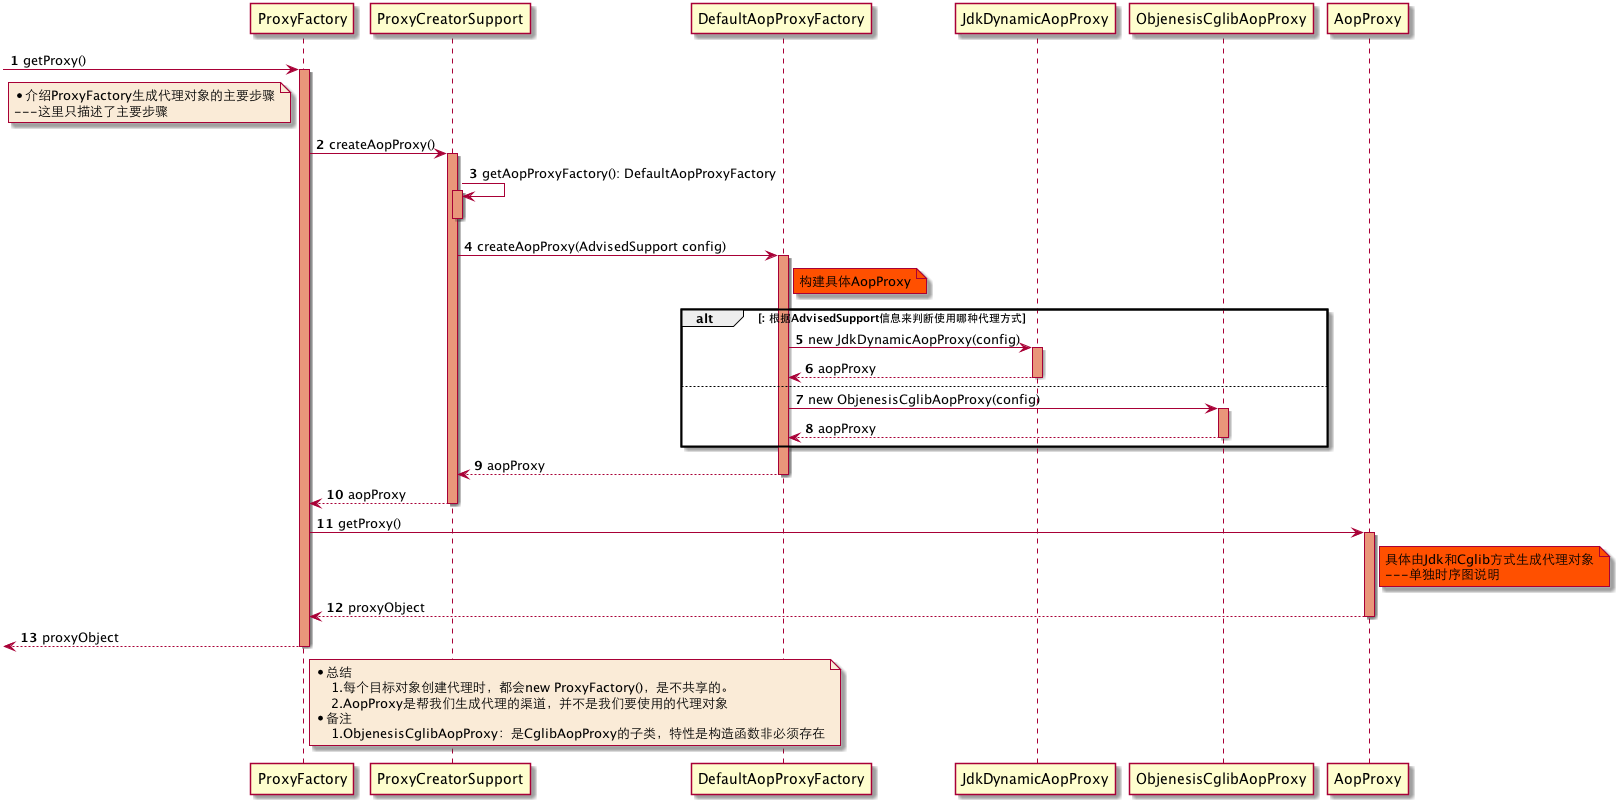 ProxyFactory
ProxyCreatorSupport
DefaultAopProxyFactory
JdkDynamicAopProxy
ObjenesisCglibAopProxy
AopProxy
1 getProxy()
•介绍ProxyFactory生成代理对象的主要步骤
---这里只描述了主要步骤
2 createAopProxy()
3 getAopProxyFactory(): DefaultAopProxyFactory
4 createAopProxy(AdvisedSupport config)
构建具体AopProxy
alt [: 根据AdvisedSupport信息来判断使用哪种代理方式]
5 new JdkDynamicAopProxy(config)
6 aopProxy
7 new ObjenesisCglibAopProxy(config)
8 aopProxy
9 aopProxy
10 aopProxy
11 getProxy()
具体由Jdk和Cglib方式生成代理对象
---单独时序图说明
12 proxyObject
13 proxyObject
•总结
1.每个目标对象创建代理时，都会new ProxyFactory()，是不共享的。
2.AopProxy是帮我们生成代理的渠道，并不是我们要使用的代理对象
•备注
1.ObjenesisCglibAopProxy：是CglibAopProxy的子类，特性是构造函数非必须存在
ProxyFactory
ProxyCreatorSupport
DefaultAopProxyFactory
JdkDynamicAopProxy
ObjenesisCglibAopProxy
AopProxy